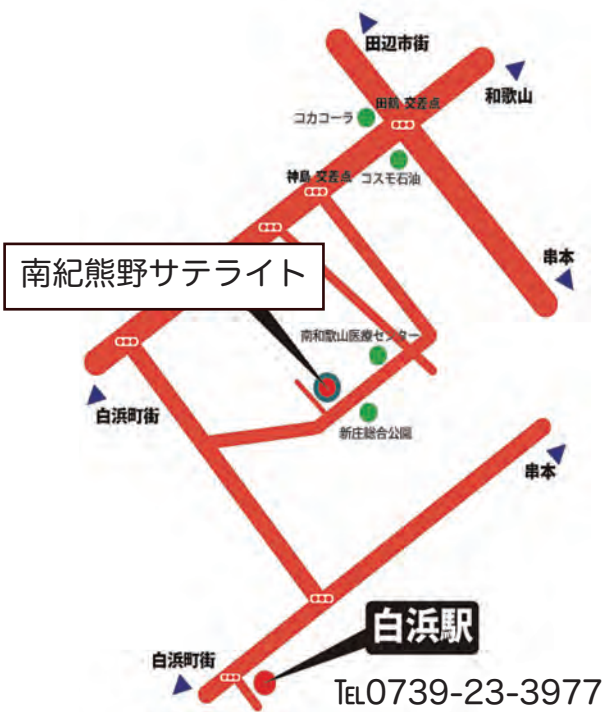 田辺市街
和歌山
田鶴 交差点
コカコーラ
神島 交差点
コスモ石油
串本
南紀熊野サテライト
南和歌山医療センター
白浜町街
新庄総合公園
串本
白浜駅
白浜町街
℡0739-23-3977